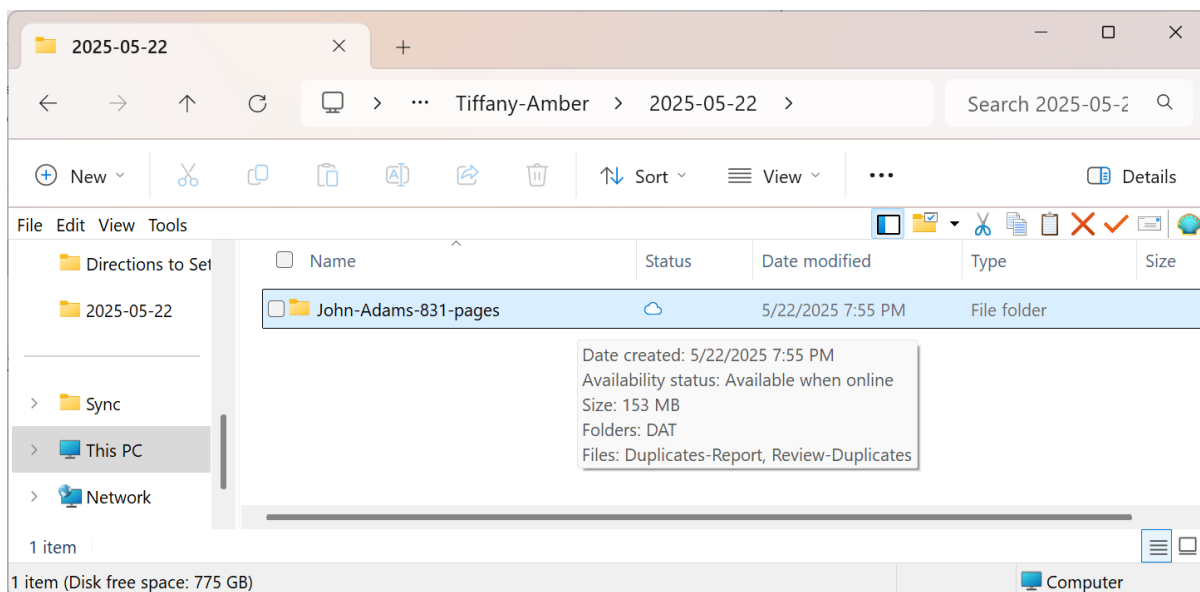 2025-05-22
Tiffany-Amber 2025-05-22 Search 2025-05-2
New Sort View Details
File Edit View Tools
Directions to Set
2025-05-22
Sync
This PC
Network
Name Status Date modified Type Size
John-Adams-831-pages 5/22/2025 7:55 PM File folder
Date created: 5/22/2025 7:55 PM
Availability status: Available when online
Size: 153 MB
Folders: DAT
Files: Duplicates-Report, Review-Duplicates
1 item
1 item (Disk free space: 775 GB) Computer